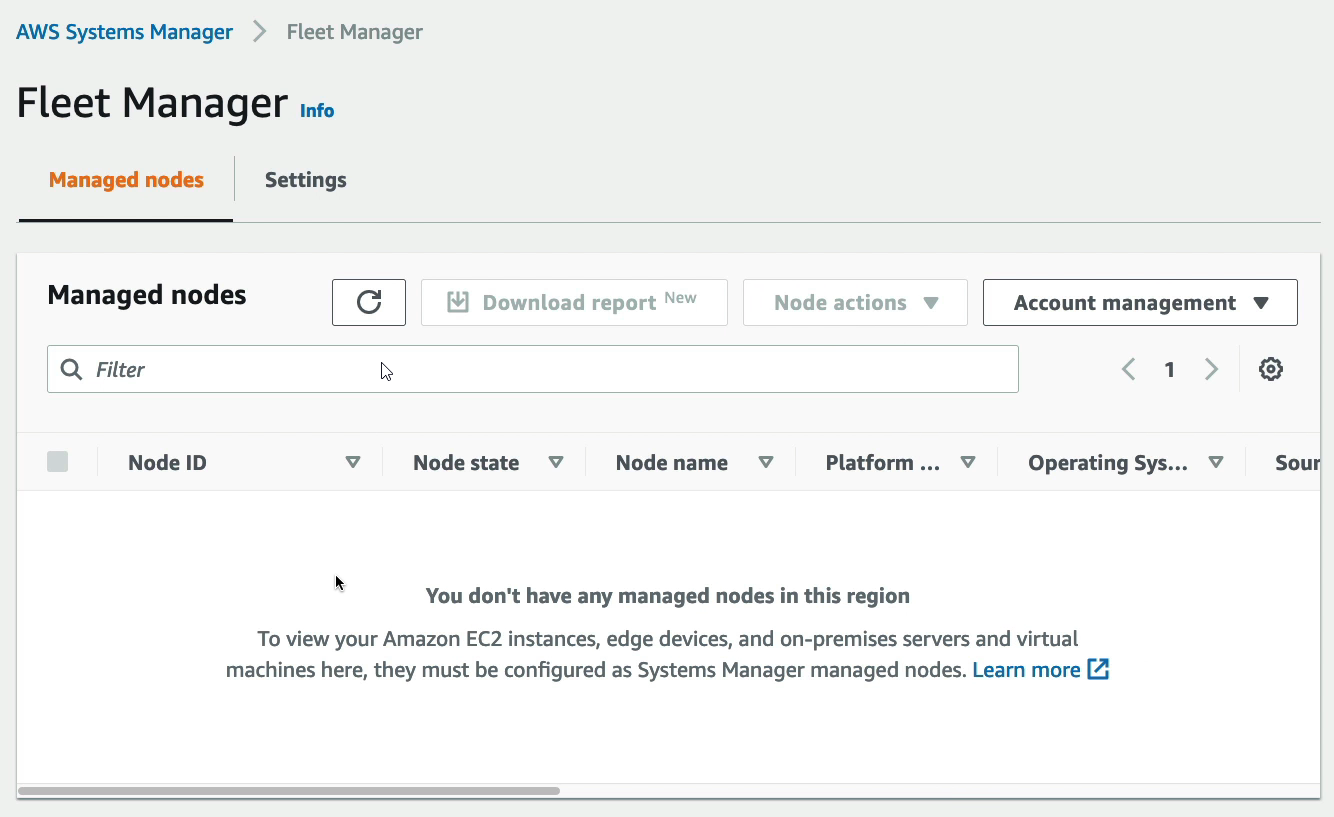 AWS Systems Manager > Fleet Manager
Fleet Manager Info
Managed nodes Settings
Managed nodes Download report New Node actions Account management
Filter 1
Node ID Node state Node name Platform ... Operating Sys... Sour
You don't have any managed nodes in this region
To view your Amazon EC2 instances, edge devices, and on-premises servers and virtual
machines here, they must be configured as Systems Manager managed nodes. Learn more